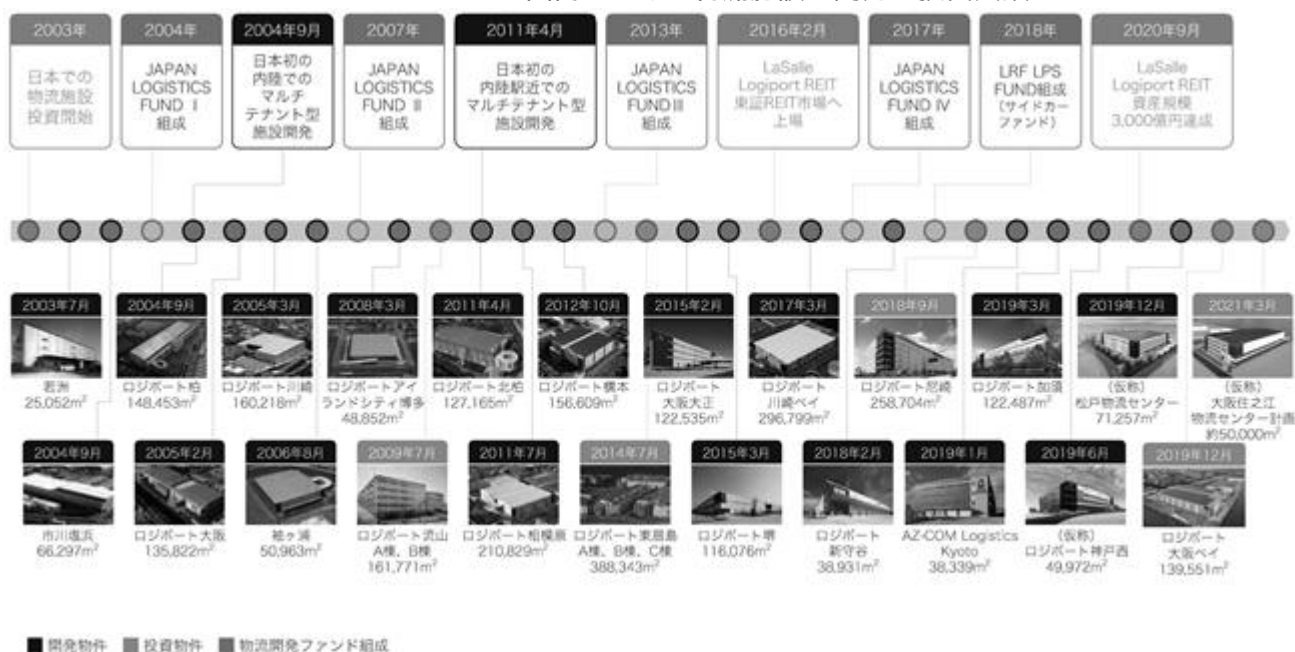 2003年
日本での
物流施設
投資開始
2004年
JAPAN
LOGISTICS
FUND I
組成
2004年9月
日本初の
内陸での
マルチ
テナント型
施設開発
2007年
JAPAN
LOGISTICS
FUND II
組成
2011年4月
日本初の
内陸駅近での
マルチテナント型
施設開発
2013年
JAPAN
LOGISTICS
FUND III
組成
2016年2月
LaSalle
Logiport REIT
東証REIT市場へ
上場
2017年
JAPAN
LOGISTICS
FUND IV
組成
2018年
LRF LPS
FUND組成
(サイドカー
ファンド)
2020年9月
LaSalle
Logiport REIT
資産規模
3,000億円達成
2003年7月
若洲
25,052m²
2004年9月
ロジポート柏
148,453m²
2005年3月
ロジポート川崎
160,218m²
2008年3月
ロジポートアイ
ランドシティ博多
48,852m²
2011年4月
ロジポート北柏
127,165m²
2012年10月
ロジポート橋本
156,609m²
2015年2月
ロジポート
大阪大正
122,535m²
2017年3月
ロジポート
川崎ベイ
296,799m²
2018年9月
ロジポート尼崎
258,704m²
2019年3月
ロジポート加須
122,487m²
2019年12月
(仮称)
松戸物流センター
71,257m²
2021年3月
(仮称)
大阪住之江
物流センター計画
約50,000m²
2004年9月
市川塩浜
66,297m²
2005年2月
ロジポート大阪
135,822m²
2006年8月
袖ヶ浦
50,963m²
2009年7月
ロジポート流山
A棟、B棟
161,771m²
2011年7月
ロジポート相模原
210,829m²
2014年7月
ロジポート東扇島
A棟、B棟、C棟
388,343m²
2015年3月
ロジポート堺
116,076m²
2018年2月
ロジポート
新守谷
38,931m²
2019年1月
AZ-COM Logistics
Kyoto
38,339m²
2019年6月
(仮称)
ロジポート神戸西
49,972m²
2019年12月
ロジポート
大阪ベイ
139,551m²
開発物件 投資物件 物流開発ファンド組成